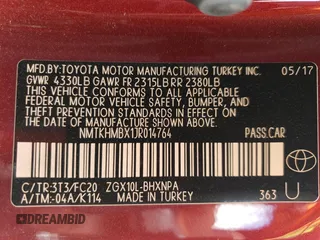 MFD. BY: TOYOTA MOTOR MANUFACTURING TURKEY INC.
GVWR 4330LB GAWR FR 2315LB RR 2380LB
05/17
THIS VEHICLE CONFORMS TO ALL APPLICABLE FEDERAL MOTOR
VEHICLE SAFETY, BUMPER, AND THEFT PREVENTION STANDARDS
IN EFFECT ON THE DATE OF MANUFACTURE SHOWN ABOVE.
NMTKHMBX1JR014764 PASS.CAR
C/TR:3T3/FC20 ZGX10L-BHXNPA
A/TM:-04A/K114 MADE IN TURKEY 363 U
DREAMBID